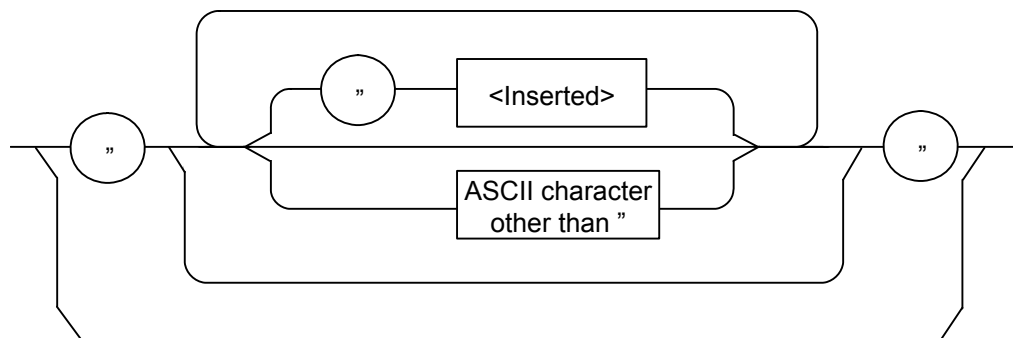 ”
<Inserted>
”
”
ASCII character
other than ”